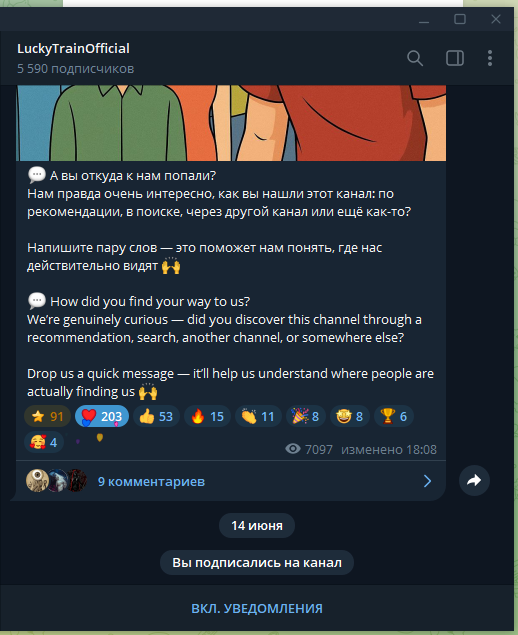 LuckyTrainOfficial
5 590 подписчиков
💬 А вы откуда к нам попали?
Нам правда очень интересно, как вы нашли этот канал: по
рекомендации, в поиске, через другой канал или ещё как-то?
Напишите пару слов — это поможет нам понять, где нас
действительно видят 🙌
💬 How did you find your way to us?
We're genuinely curious — did you discover this channel through a
recommendation, search, another channel, or somewhere else?
Drop us a quick message — it'll help us understand where people are
actually finding us 🙌
⭐ 91 ❤️ 203 👍 53 🔥 15 👏 11 🎉 8 🤩 8 🏆 6
🥰 4
7097 изменено 18:08
9 комментариев
14 июня
Вы подписались на канал
ВКЛ. УВЕДОМЛЕНИЯ